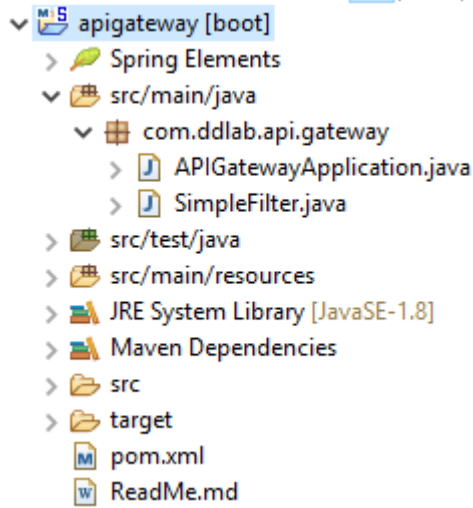 apigateway [boot]
Spring Elements
src/main/java
com.ddlab.api.gateway
APIGatewayApplication.java
SimpleFilter.java
src/test/java
src/main/resources
JRE System Library [JavaSE-1.8]
Maven Dependencies
src
target
pom.xml
ReadMe.md